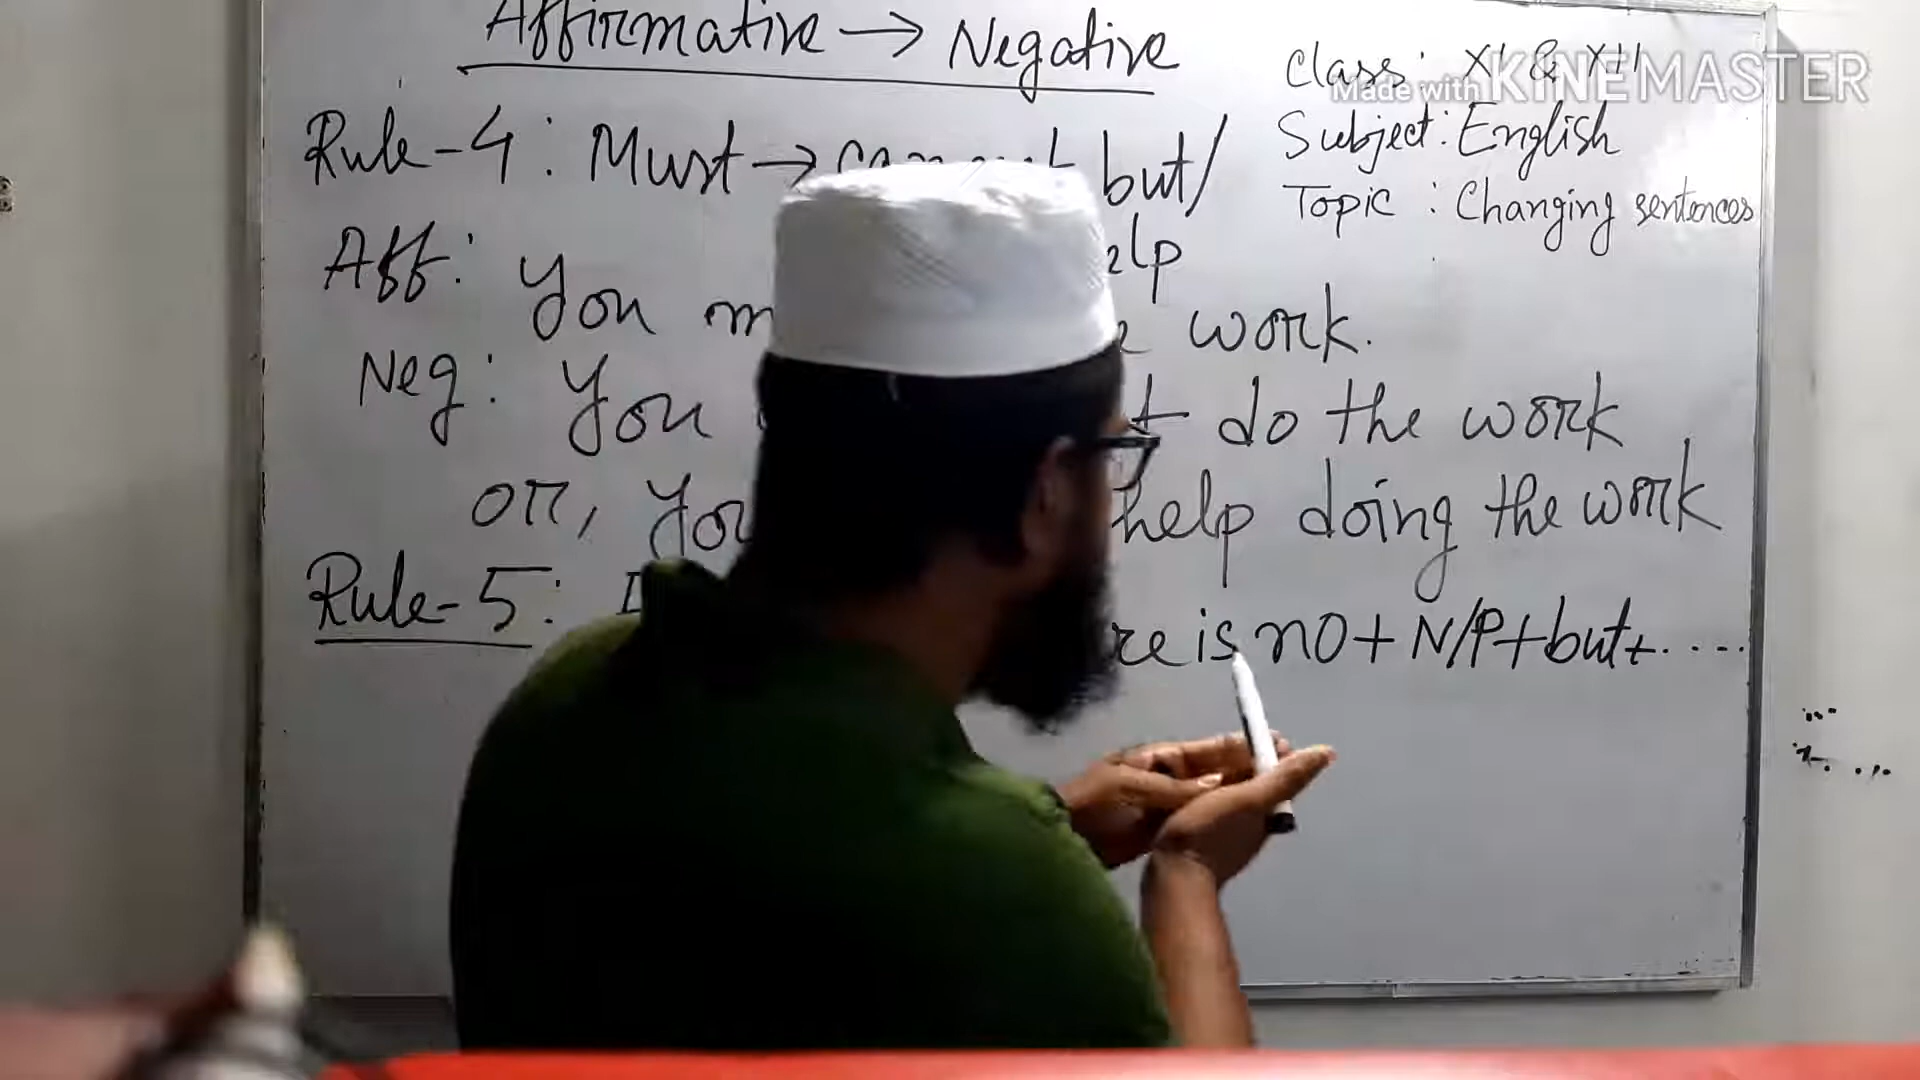 Affirmative → Negative
Class: XI & XII
Made with KINEMASTER
Subject: English
Topic : Changing sentences
Rule-4: Must → but/
Aff: You work.
Neg: You do the work
or, help doing the work
Rule-5: is no + N/P + but + ....